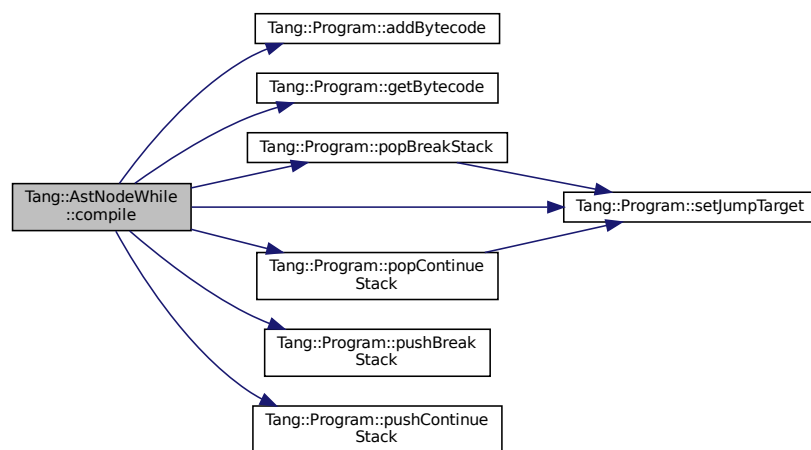 Tang::Program::addBytecode
Tang::Program::getBytecode
Tang::Program::popBreakStack
Tang::AstNodeWhile
::compile
Tang::Program::setJumpTarget
Tang::Program::popContinue
Stack
Tang::Program::pushBreak
Stack
Tang::Program::pushContinue
Stack